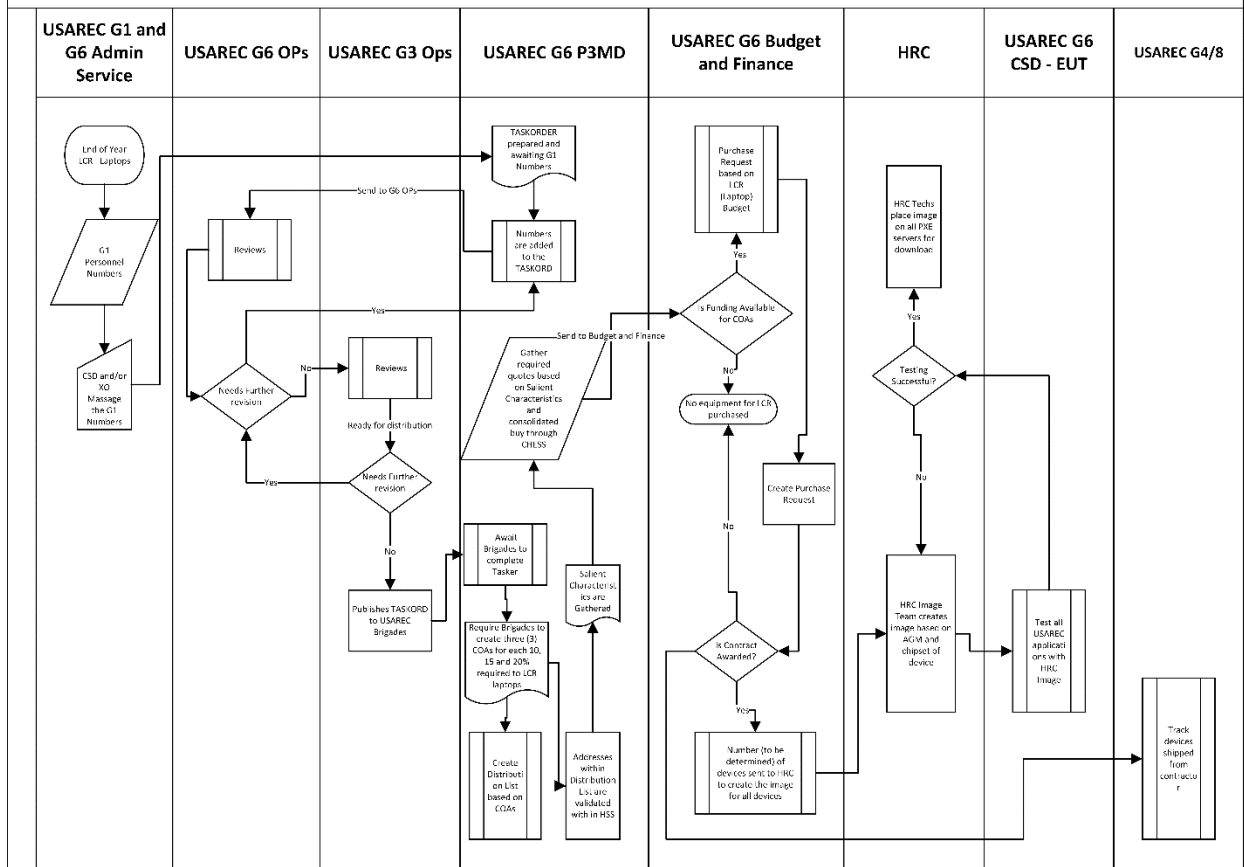 USAREC G1 and
G6 Admin
Service
USAREC G6 OPs
USAREC G3 Ops
USAREC G6 P3MD
USAREC G6 Budget
and Finance
HRC
USAREC G6
CSD - EUT
USAREC G4/8
End of Year
LCR Laptops
G1
Personnel
Numbers
CSD and/or
XO
Massage
the G1
Numbers
Send to G6 OPs
Reviews
Yes
Needs Further
revision
No
Reviews
Ready for distribution
Needs Further
revision
Yes
No
Publishes TASKORD
to USAREC
Brigades
TASKORDER
prepared and
awaiting G1
Numbers
Numbers
are added
to the
TASKORD
Gather
required
quotes based
on Salient
Characteristics
and
consolidated
buy through
CHESS
Send to Budget and Finance
Await
Brigades to
complete
Tasker
Require Brigades to
create three (3)
COAs for each 10,
15 and 20%
required to LCR
laptops
Create
Distributi
on List
based on
COAs
Salient
Characterist
ics are
Gathered
Addresses
within
Distribution
List are
validated
with in HSS
Purchase
Request
based on
LCR
(Laptop)
Budget
Yes
Is Funding Available
for COAs
No
No equipment for LCR
purchased
Create Purchase
Request
No
Is Contract
Awarded?
Yes
Number (to be
determined) of
devices sent to HRC
to create the image
for all devices
HRC Techs
place image
on all PXE
servers for
download
Yes
Testing
Successful?
No
HRC Image
Team creates
image based on
AGM and
chipset of
device
Test all
USAREC
applicati
ons with
HRC
Image
Track
devices
shipped
from
contracto
r